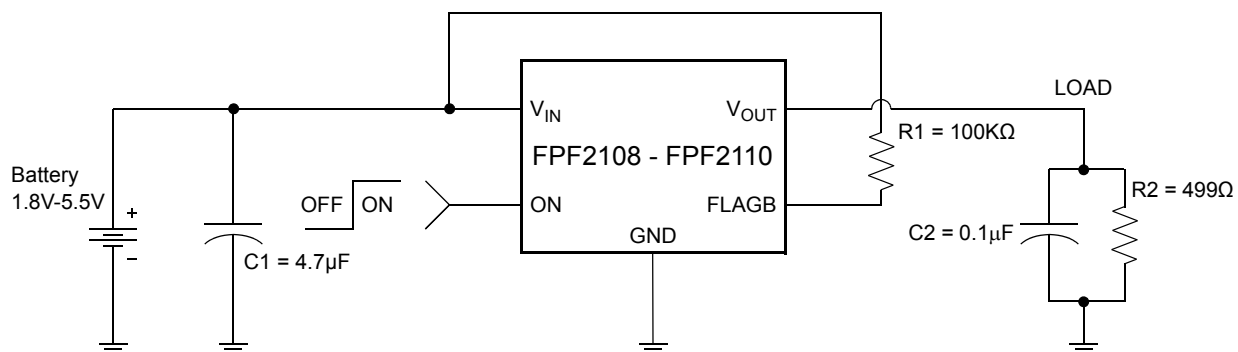 LOAD
V_IN
V_OUT
R1 = 100KΩ
FPF2108 - FPF2110
Battery
1.8V-5.5V
+
–
OFF
ON
ON
FLAGB
R2 = 499Ω
GND
C2 = 0.1μF
C1 = 4.7μF